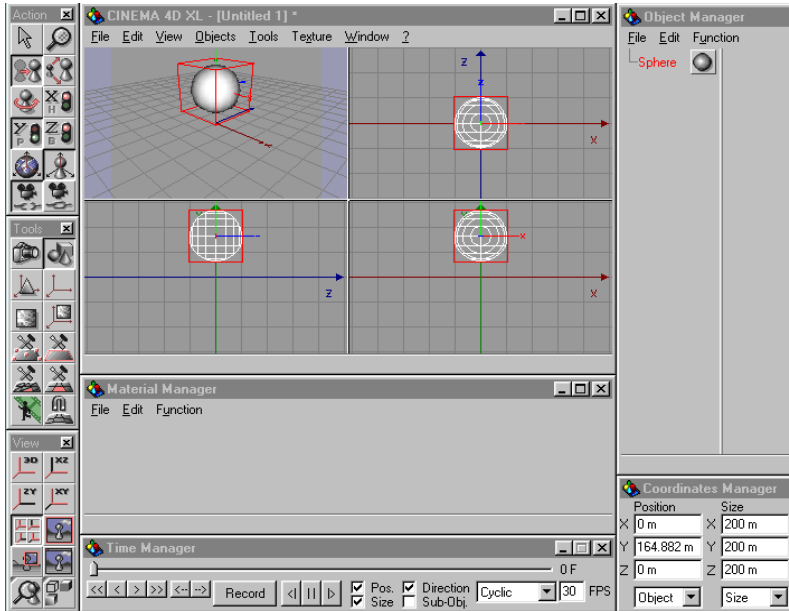 Action
X
H
Y
P
Z
B
Tools
View
3D
XZ
ZY
XY
CINEMA 4D XL - [Untitled 1] *
File Edit View Objects Tools Texture Window ?
Z
X
Z
X
X
Material Manager
File Edit Function
Time Manager
0 F
Record
Pos.
Direction
Cyclic
30 FPS
Size
Sub-Obj.
Object Manager
File Edit Function
Sphere
Coordinates Manager
Position Size
X 0 m X 200 m
Y 164.882 m Y 200 m
Z 0 m Z 200 m
Object Size